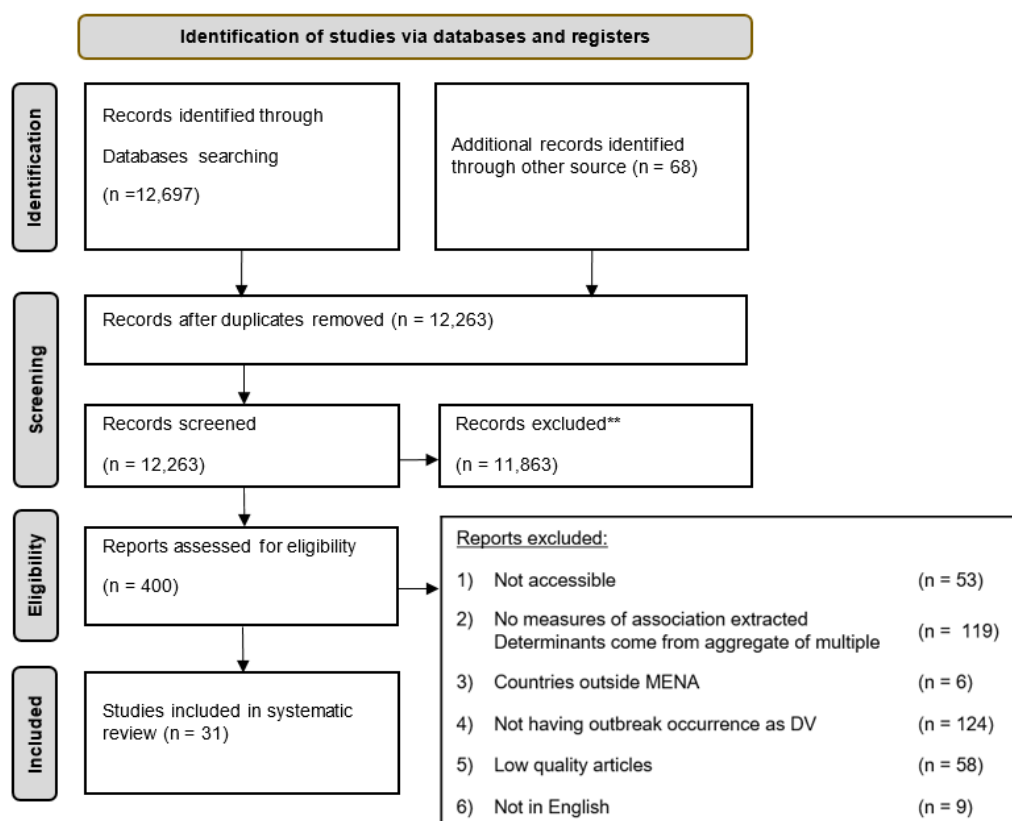 Identification of studies via databases and registers
Identification
Records identified through
Databases searching
(n =12,697)
Additional records identified
through other source (n = 68)
Screening
Records after duplicates removed (n = 12,263)
Records screened
(n = 12,263)
Records excluded**
(n = 11,863)
Eligibility
Reports assessed for eligibility
(n = 400)
Reports excluded:
1) Not accessible (n = 53)
2) No measures of association extracted
Determinants come from aggregate of multiple (n = 119)
3) Countries outside MENA (n = 6)
4) Not having outbreak occurrence as DV (n = 124)
5) Low quality articles (n = 58)
6) Not in English (n = 9)
Included
Studies included in systematic
review (n = 31)